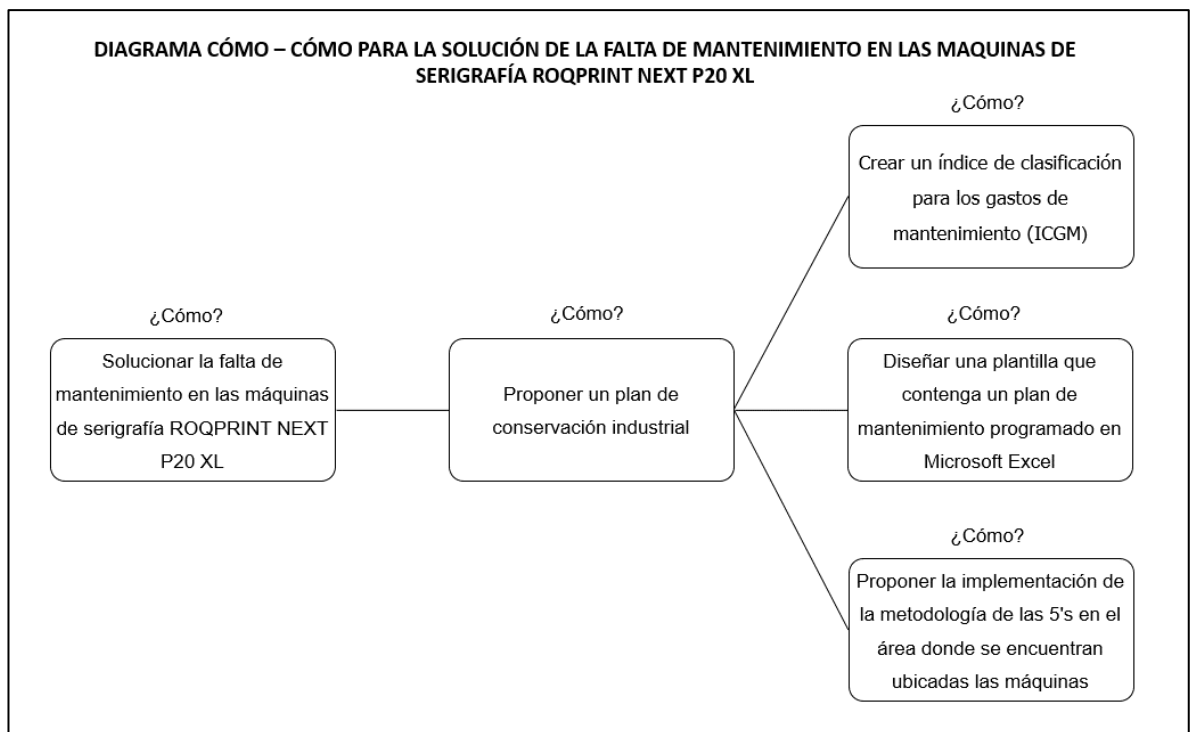 DIAGRAMA CÓMO – CÓMO PARA LA SOLUCIÓN DE LA FALTA DE MANTENIMIENTO EN LAS MAQUINAS DE
SERIGRAFÍA ROQPRINT NEXT P20 XL
¿Cómo?
Solucionar la falta de
mantenimiento en las máquinas
de serigrafía ROQPRINT NEXT
P20 XL
¿Cómo?
Proponer un plan de
conservación industrial
¿Cómo?
Crear un índice de clasificación
para los gastos de
mantenimiento (ICGM)
¿Cómo?
Diseñar una plantilla que
contenga un plan de
mantenimiento programado en
Microsoft Excel
¿Cómo?
Proponer la implementación de
la metodología de las 5's en el
área donde se encuentran
ubicadas las máquinas